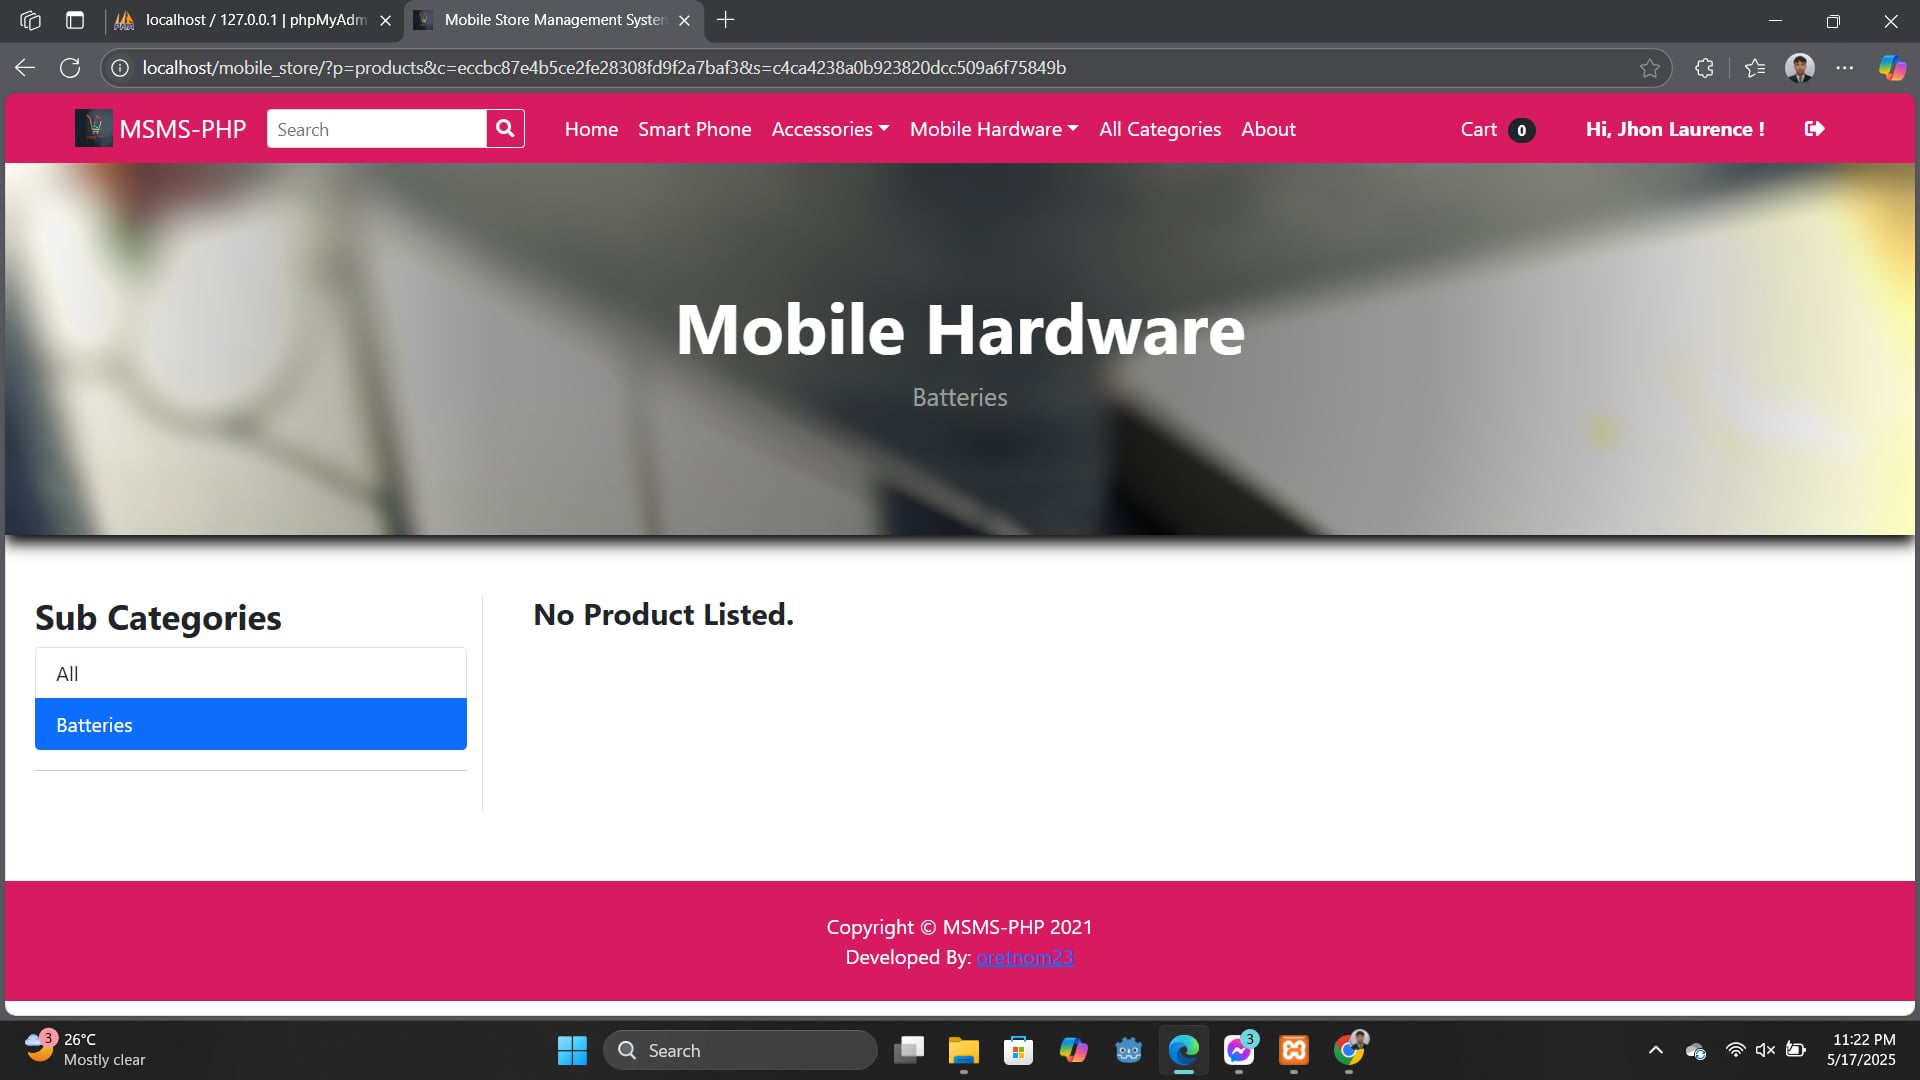 localhost / 127.0.0.1 | phpMyAdm
Mobile Store Management System
localhost/mobile_store/?p=products&c=eccbc87e4b5ce2fe28308fd9f2a7baf3&s=c4ca4238a0b923820dcc509a6f75849b
MSMS-PHP
Search
Home
Smart Phone
Accessories
Mobile Hardware
All Categories
About
Cart 0
Hi, Jhon Laurence !
Mobile Hardware
Batteries
Sub Categories
All
Batteries
No Product Listed.
Copyright © MSMS-PHP 2021
Developed By: oretnom23
3
26°C
Mostly clear
Search
3
11:22 PM
5/17/2025